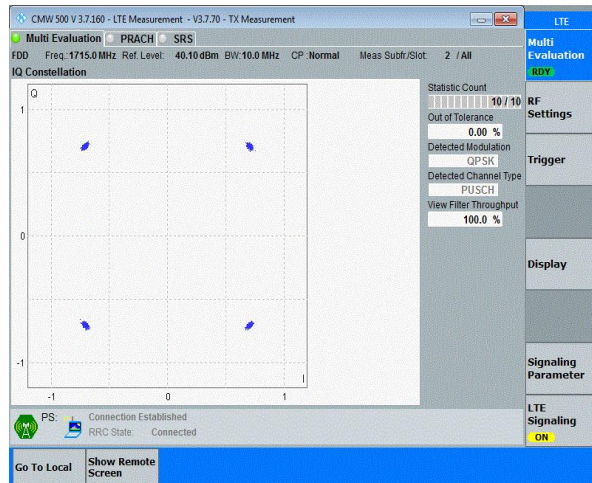 CMW 500 V 3.7.160 - LTE Measurement - V3.7.70 - TX Measurement
LTE
Multi Evaluation PRACH SRS
FDD Freq.:1715.0 MHz Ref. Level: 40.10 dBm BW:10.0 MHz CP :Normal Meas Subfr./Slot: 2 / All
IQ Constellation
Q
1
0
-1
-1 0 1
I
Statistic Count
10 / 10
Out of Tolerance
0.00 %
Detected Modulation
QPSK
Detected Channel Type
PUSCH
View Filter Throughput
100.0 %
Multi
Evaluation
RDY
RF
Settings
Trigger
Display
Signaling
Parameter
LTE
Signaling
ON
PS: Connection Established
RRC State: Connected
Go To Local
Show Remote
Screen